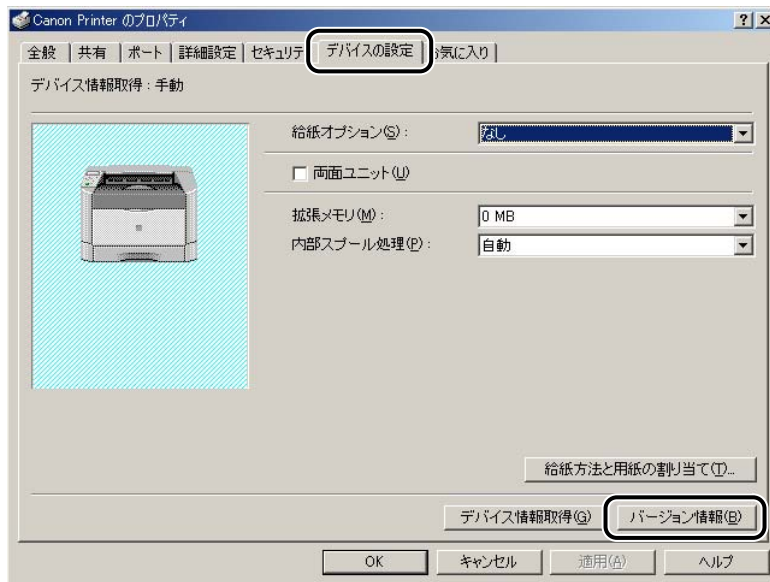 Canon Printer のプロパティ
全般 共有 ポート 詳細設定 セキュリテ デバイスの設定 お気に入り
デバイス情報取得:手動
給紙オプション(S): なし
両面ユニット(U)
拡張メモリ(M): 0 MB
内部スプール処理(P): 自動
給紙方法と用紙の割り当て(T)...
デバイス情報取得(G) バージョン情報(B)
OK キャンセル 適用(A) ヘルプ